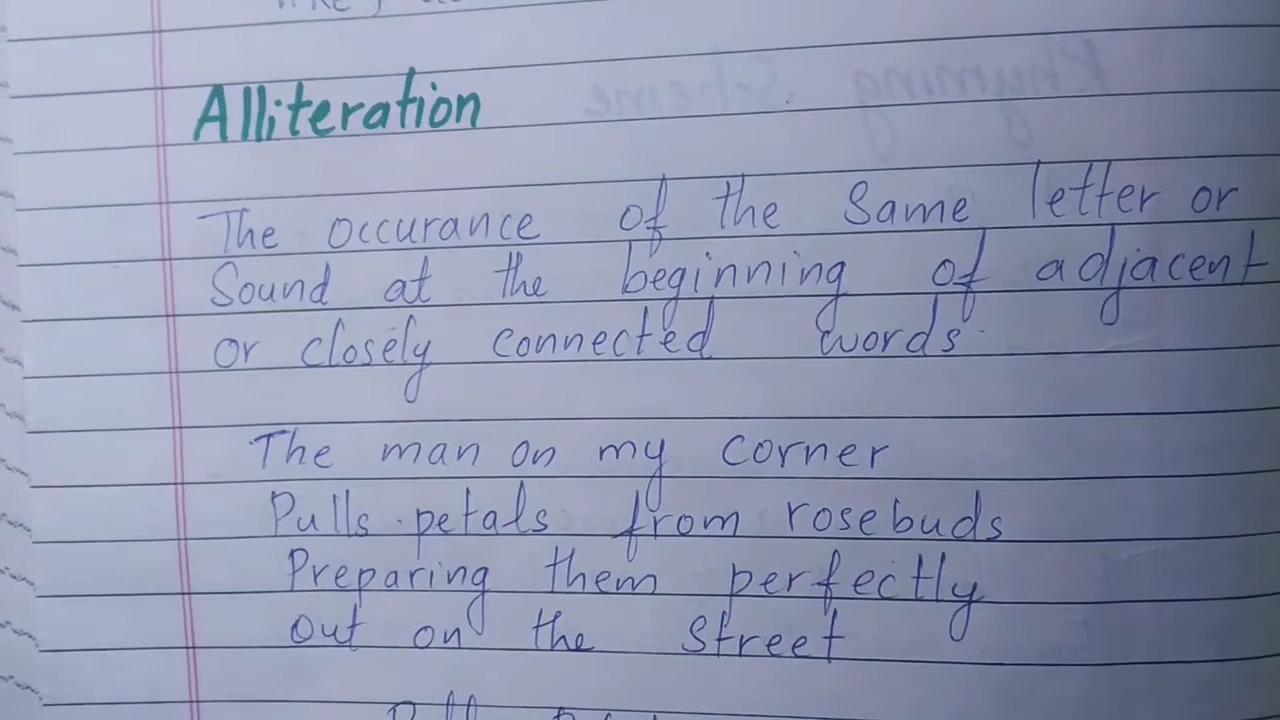 Alliteration
The occurance of the same letter or
Sound at the beginning of adjacent
or closely connected words.
The man on my corner
Pulls petals from rosebuds
Preparing them perfectly
out on the street